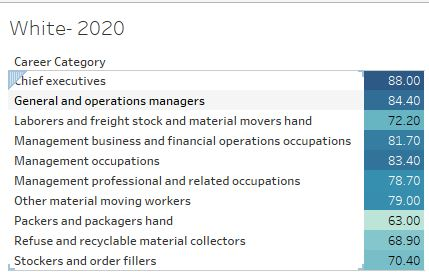 White- 2020
Career Category
Chief executives 88.00
General and operations managers 84.40
Laborers and freight stock and material movers hand 72.20
Management business and financial operations occupations 81.70
Management occupations 83.40
Management professional and related occupations 78.70
Other material moving workers 79.00
Packers and packagers hand 63.00
Refuse and recyclable material collectors 68.90
Stockers and order fillers 70.40